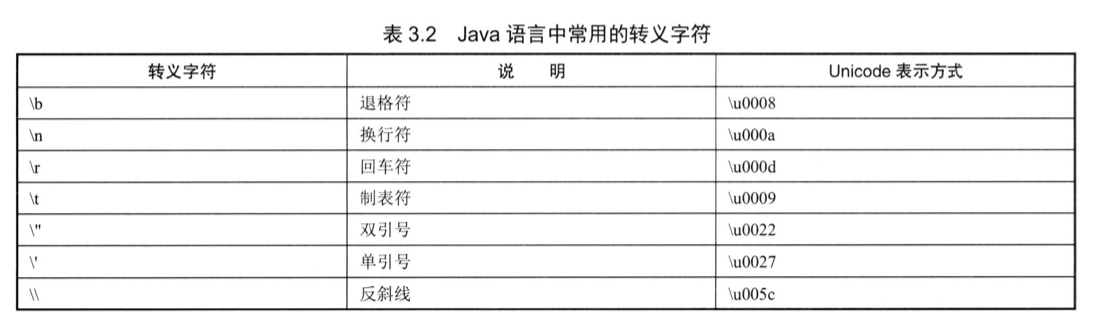 表 3.2 Java 语言中常用的转义字符
转义字符 说 明 Unicode 表示方式
\b 退格符 \u0008
\n 换行符 \u000a
\r 回车符 \u000d
\t 制表符 \u0009
\" 双引号 \u0022
\' 单引号 \u0027
\\ 反斜线 \u005c